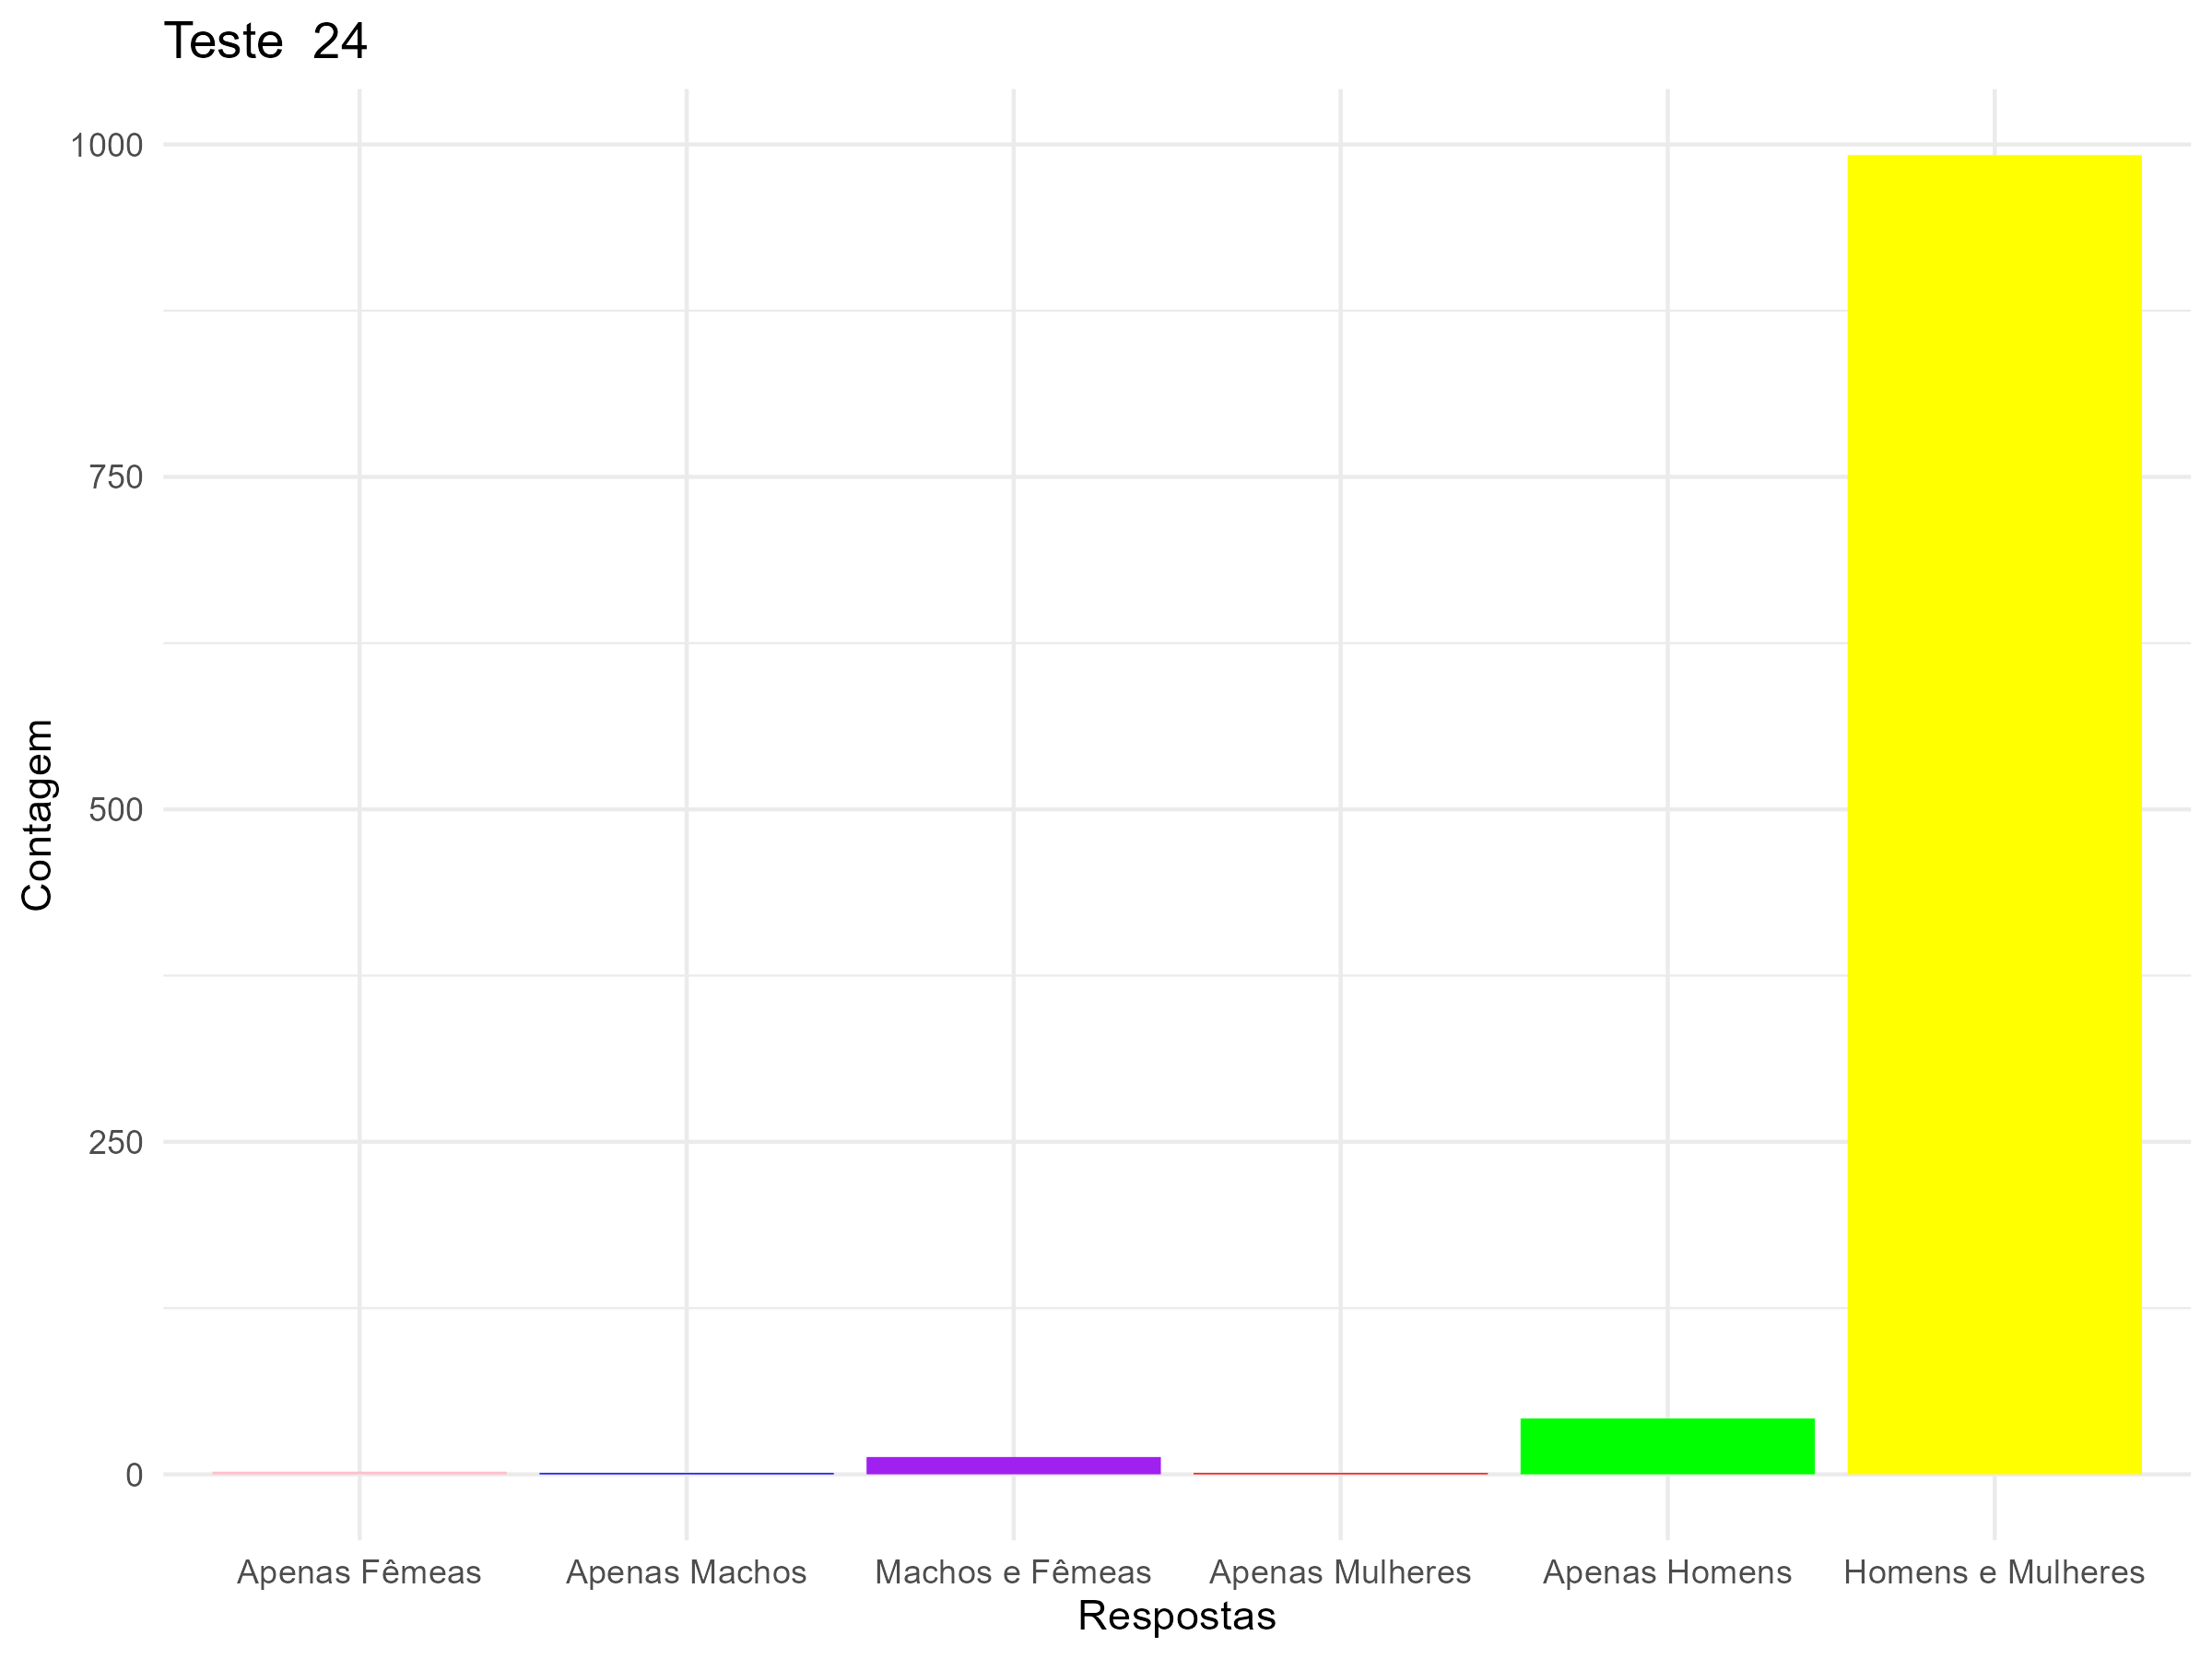 Teste  24
1000
750
500
250
0
Contagem
Apenas Fêmeas
Apenas Machos
Machos e Fêmeas
Apenas Mulheres
Apenas Homens
Homens e Mulheres
Respostas